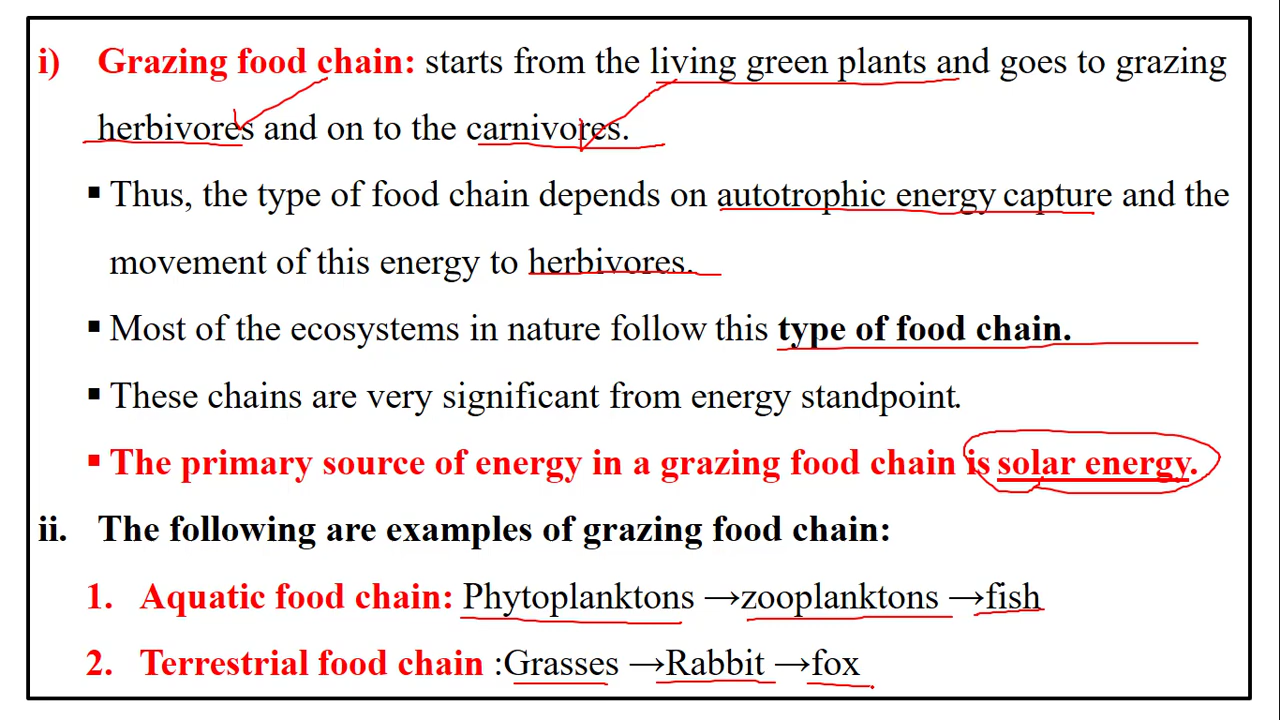 i) Grazing food chain: starts from the living green plants and goes to grazing
herbivores and on to the carnivores.
▪ Thus, the type of food chain depends on autotrophic energy capture and the
movement of this energy to herbivores.
▪ Most of the ecosystems in nature follow this type of food chain.
▪ These chains are very significant from energy standpoint.
▪ The primary source of energy in a grazing food chain is solar energy.
ii. The following are examples of grazing food chain:
1. Aquatic food chain: Phytoplanktons →zooplanktons →fish
2. Terrestrial food chain :Grasses →Rabbit →fox